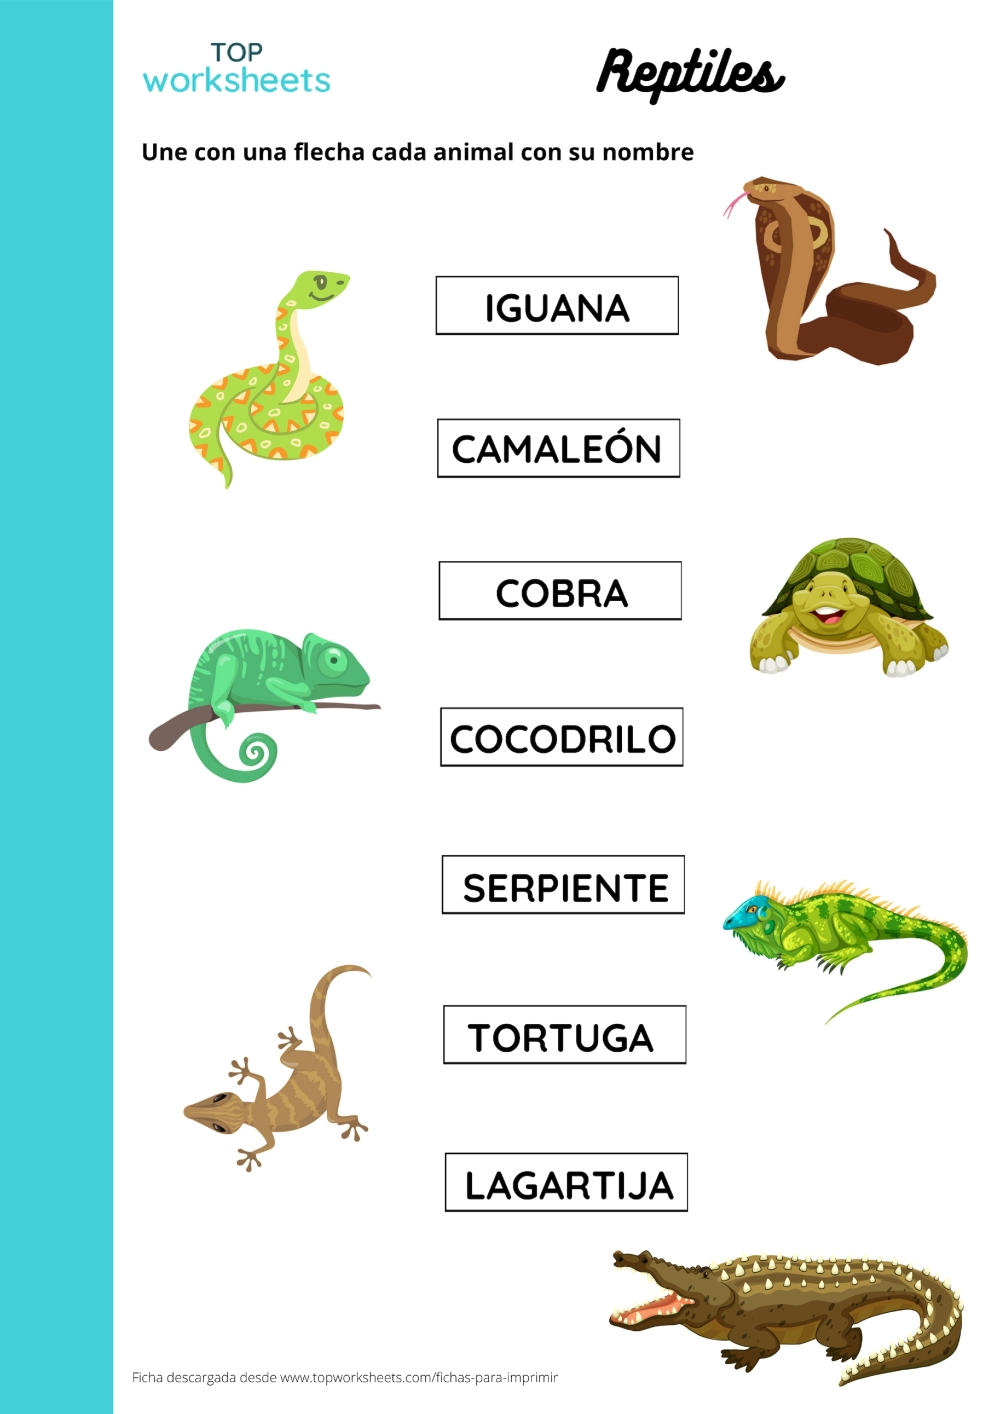 TOP
worksheets
Reptiles
Une con una flecha cada animal con su nombre
IGUANA
CAMALEÓN
COBRA
COCODRILO
SERPIENTE
TORTUGA
LAGARTIJA
Ficha descargada desde www.topworksheets.com/fichas-para-imprimir